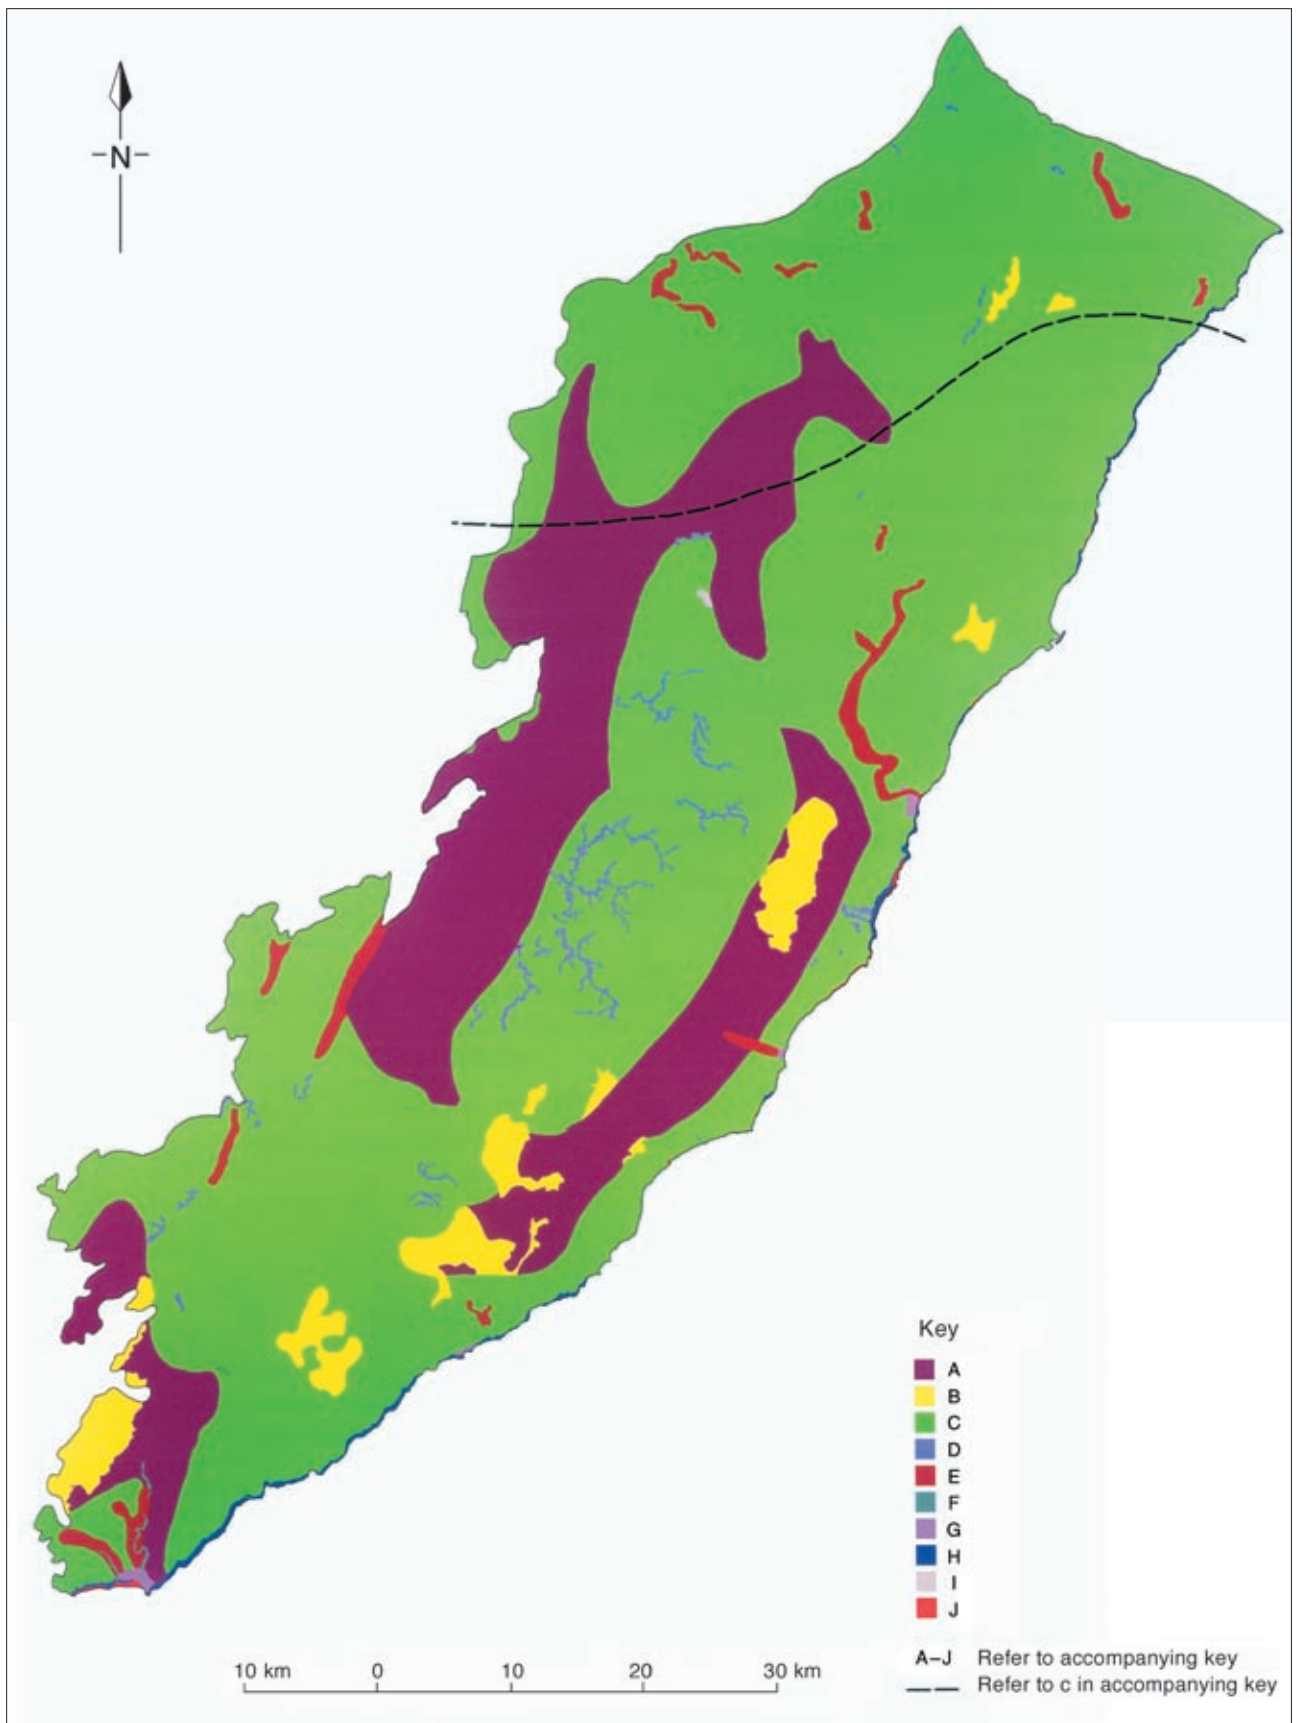 N
Key
A
B
C
D
E
F
G
H
I
J
A–J Refer to accompanying key
Refer to c in accompanying key
10 km 0 10 20 30 km